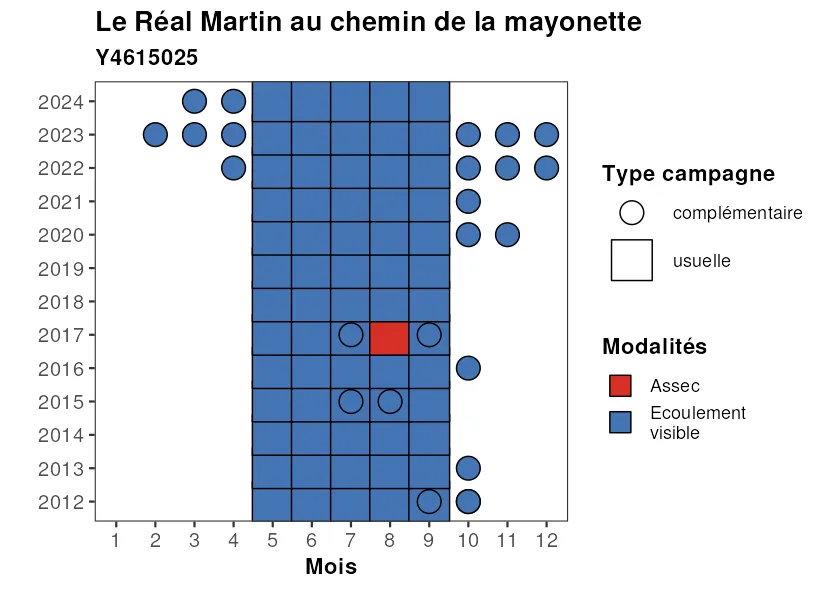 Le Réal Martin au chemin de la mayonette
Y4615025
2024
2023
2022
2021
2020
2019
2018
2017
2016
2015
2014
2013
2012
1 2 3 4 5 6 7 8 9 10 11 12
Mois
Type campagne
complémentaire
usuelle
Modalités
Assec
Ecoulement
visible